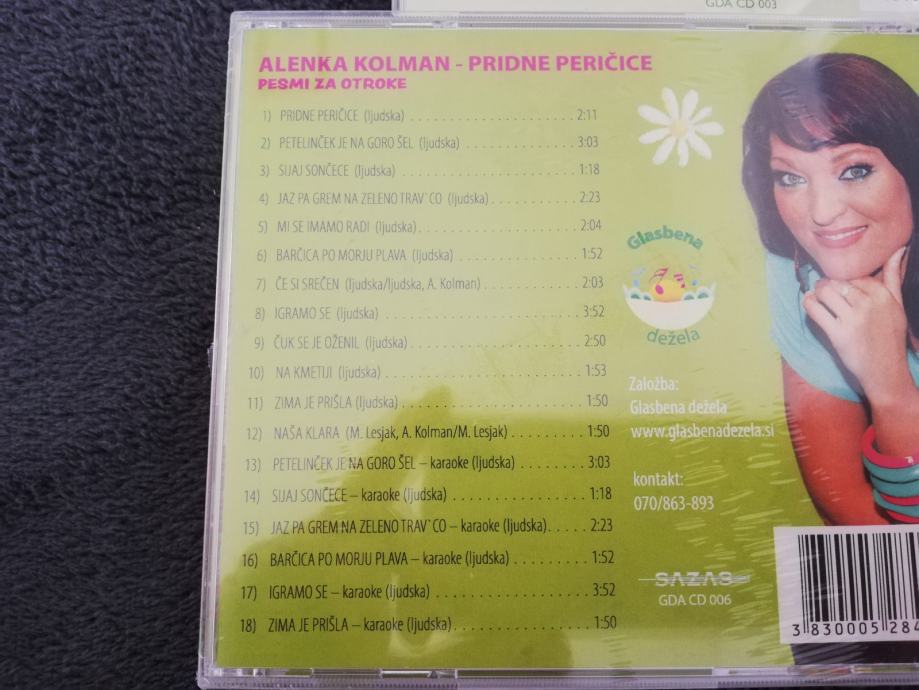 GDA CD 003
ALENKA KOLMAN - PRIDNE PERIČICE
PESMI ZA OTROKE
1) PRIDNE PERIČICE (ljudska) . . . . . . . . . . . . . . . . . . . . . . . 2:11
2) PETELINČEK JE NA GORO ŠEL (ljudska) . . . . . . . . . . . . . . . 3:03
3) SIJAJ SONČECE (ljudska) . . . . . . . . . . . . . . . . . . . . . . . . 1:18
4) JAZ PA GREM NA ZELENO TRAV`CO (ljudska) . . . . . . . . . . . 2:23
5) MI SE IMAMO RADI (ljudska) . . . . . . . . . . . . . . . . . . . . . 2:04
6) BARČICA PO MORJU PLAVA (ljudska) . . . . . . . . . . . . . . . . 1:52
7) ČE SI SREČEN (ljudska/ljudska, A. Kolman) . . . . . . . . . . . . 2:03
8) IGRAMO SE (ljudska) . . . . . . . . . . . . . . . . . . . . . . . . . . 3:52
9) ČUK SE JE OŽENIL (ljudska) . . . . . . . . . . . . . . . . . . . . . . 2:50
10) NA KMETIJI (ljudska) . . . . . . . . . . . . . . . . . . . . . . . . . 1:53
11) ZIMA JE PRIŠLA (ljudska) . . . . . . . . . . . . . . . . . . . . . . . 1:50
12) NAŠA KLARA (M. Lesjak, A. Kolman/M. Lesjak) . . . . . . . . . 1:50
13) PETELINČEK JE NA GORO ŠEL – karaoke (ljudska) . . . . . . . . 3:03
14) SIJAJ SONČECE – karaoke (ljudska) . . . . . . . . . . . . . . . . . 1:18
15) JAZ PA GREM NA ZELENO TRAV`CO – karaoke (ljudska). . . . . 2:23
16) BARČICA PO MORJU PLAVA – karaoke (ljudska) . . . . . . . . . 1:52
17) IGRAMO SE – karaoke (ljudska) . . . . . . . . . . . . . . . . . . . 3:52
18) ZIMA JE PRIŠLA – karaoke (ljudska) . . . . . . . . . . . . . . . . . 1:50
Glasbena
dežela
Založba:
Glasbena dežela
www.glasbenadezela.si
kontakt:
070/863-893
SAZAS
GDA CD 006
3 830005 284